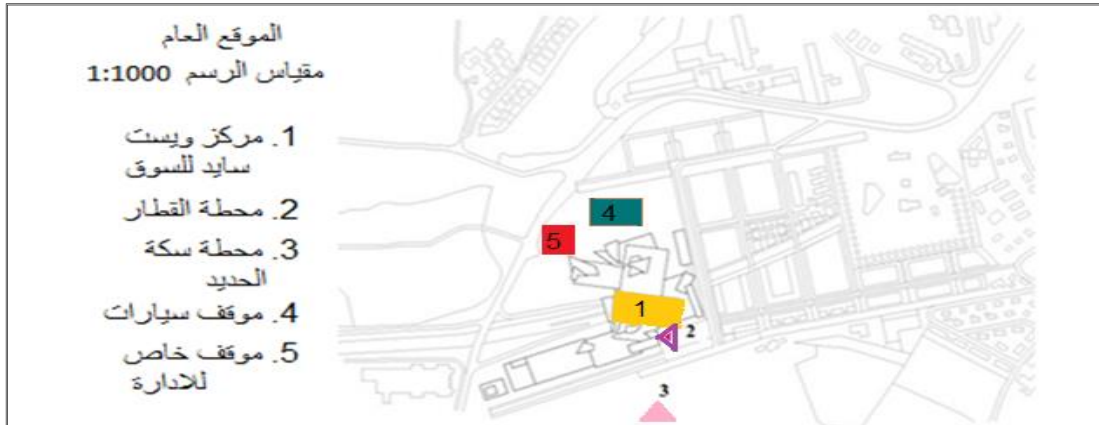 الموقع العام
مقياس الرسم 1:1000
1. مركز ويست
سايد للسوق
2. محطة القطار
3. محطة سكة
الحديد
4. موقف سيارات
5. موقف خاص
للادارة
4
5
1
2
3